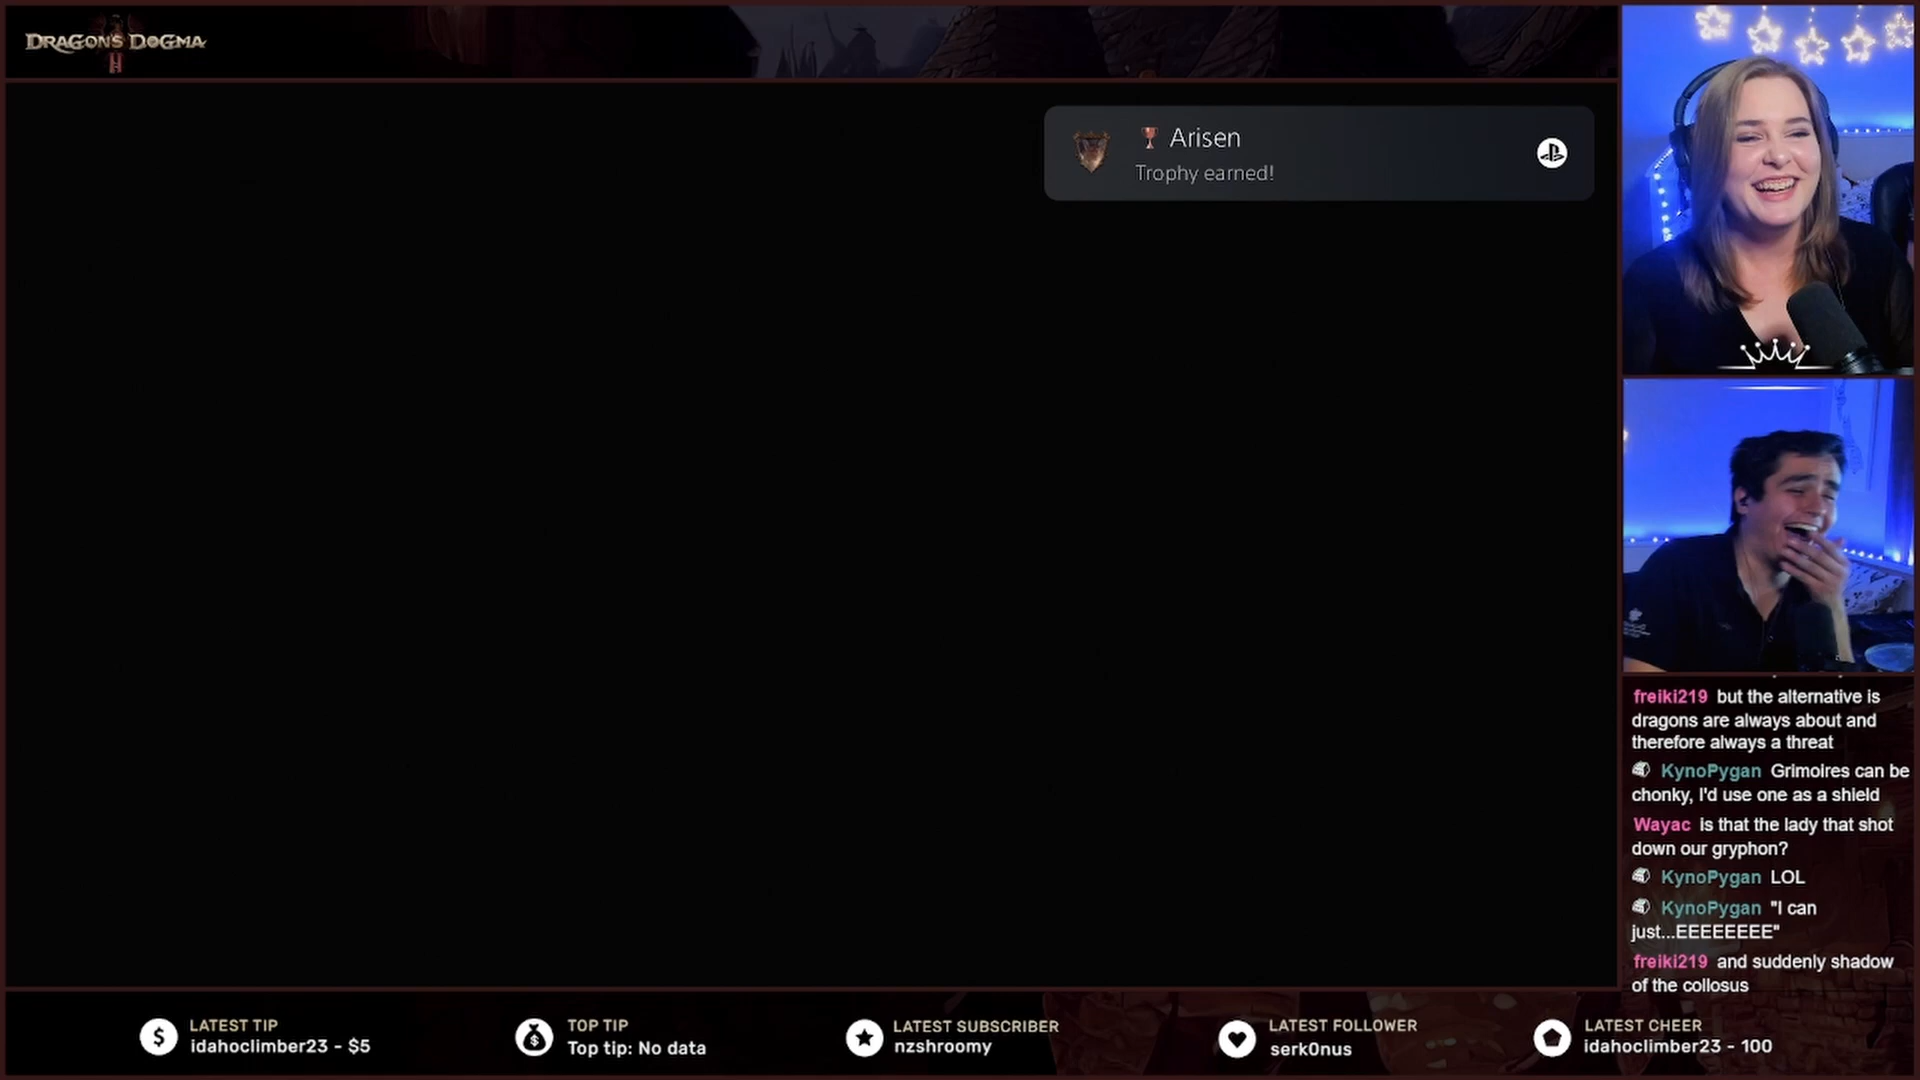 DRAGON'S DOGMA
II
Arisen
Trophy earned!
freiki219 but the alternative is
dragons are always about and
therefore always a threat
KynoPygan Grimoires can be
chonky, I'd use one as a shield
Wayac is that the lady that shot
down our gryphon?
KynoPygan LOL
KynoPygan "I can
just...EEEEEEEE"
freiki219 and suddenly shadow
of the collosus
LATEST TIP
idahoclimber23 - $5
TOP TIP
Top tip: No data
LATEST SUBSCRIBER
nzshroomy
LATEST FOLLOWER
serk0nus
LATEST CHEER
idahoclimber23 - 100